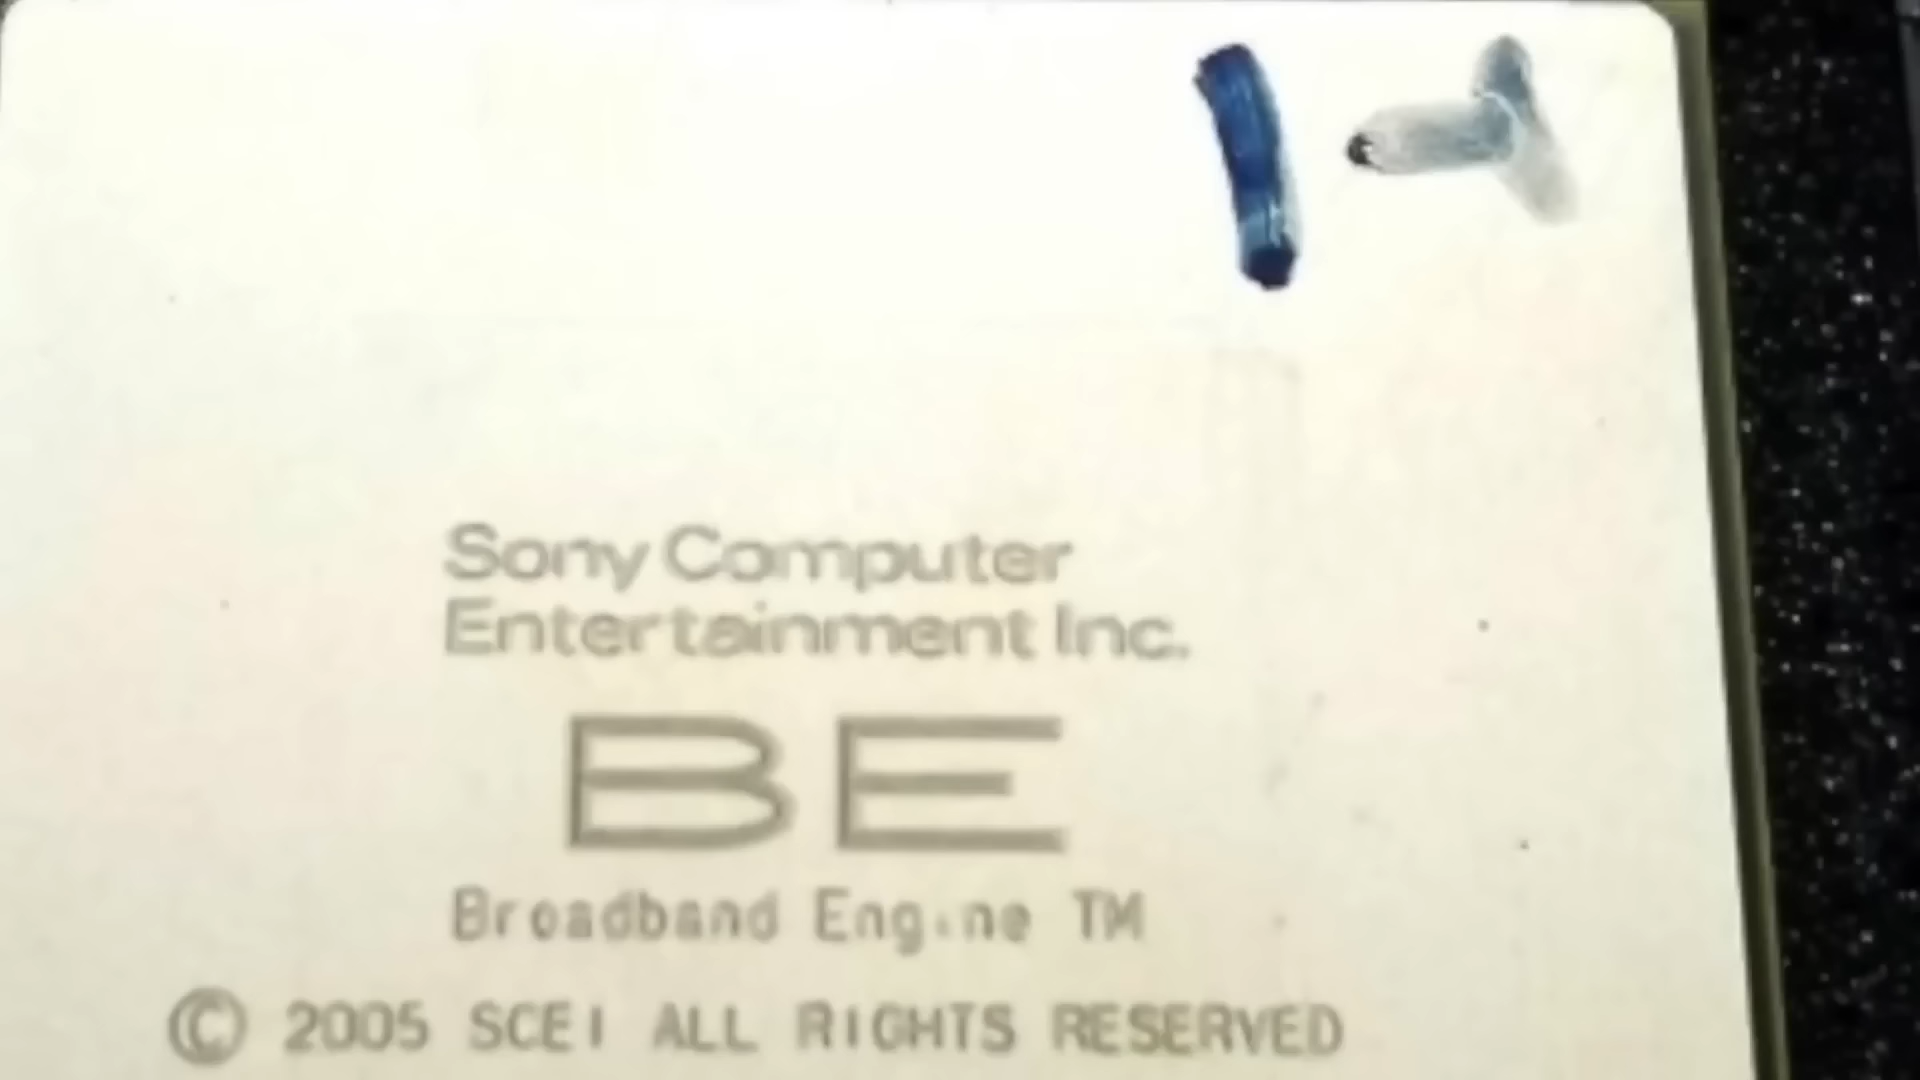 Sony Computer
Entertainment Inc.
BE
Broadband Engine TM
© 2005 SCEI ALL RIGHTS RESERVED